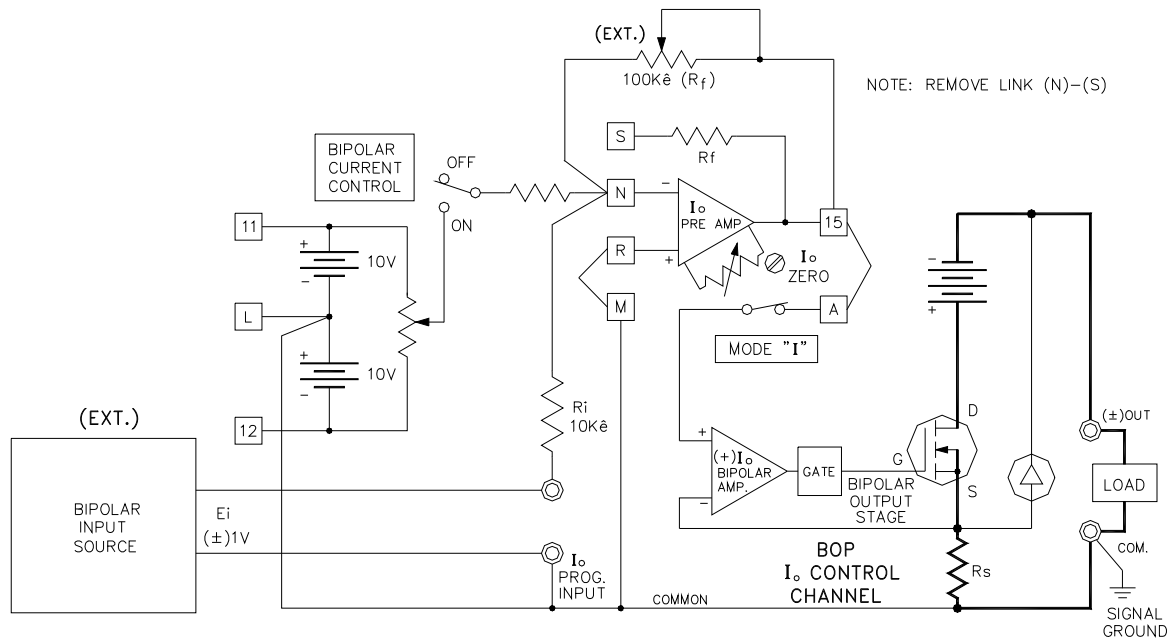 (EXT.)
100Kê (Rf)
NOTE: REMOVE LINK (N)-(S)
S
Rf
BIPOLAR
CURRENT
CONTROL
OFF
ON
N
-
Io
PRE AMP
15
R
+
Io
ZERO
M
A
MODE "I"
11
+
10V
-
L
+
10V
-
12
-
+
(EXT.)
BIPOLAR
INPUT
SOURCE
Ei
(±)1V
Ri
10Kê
Io
PROG.
INPUT
COMMON
+
(+)Io
BIPOLAR
AMP.
-
GATE
G
D
S
BIPOLAR
OUTPUT
STAGE
BOP
Io CONTROL
CHANNEL
Rs
(±)OUT
LOAD
COM.
SIGNAL
GROUND